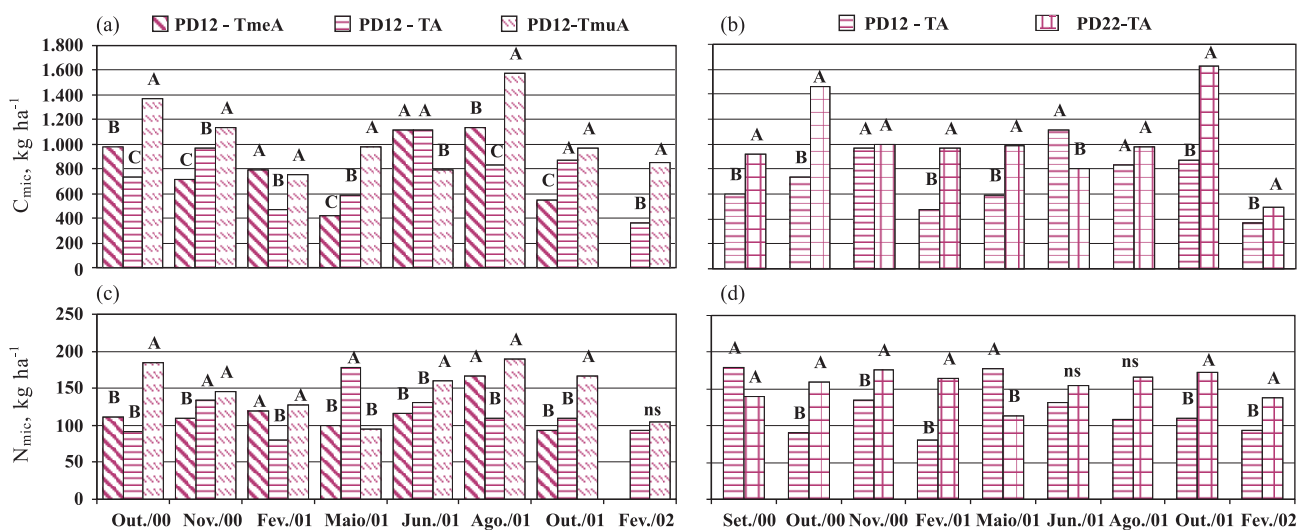 (a) PD12 - TmeA PD12 - TA PD12-TmuA
C mic, kg ha-1
1.800
1.600
1.400
1.200
1.000
800
600
400
200
0
B C A
C B A
A B A
C B A
A A B
B B A
C A A
B A
(b) PD12 - TA PD22-TA
B A
B A
A A
B A
B A
A B
A A
B A
B A
(c)
N mic, kg ha-1
250
200
150
100
50
0
B B A
B A A
A B A
B A B
B B A
A B A
B B A
ns
Out./00 Nov./00 Fev./01 Maio/01 Jun./01 Ago./01 Out./01 Fev./02
(d)
A A
B A
B A
B A
A B
ns
ns
B A
B A
Set./00 Out./00 Nov./00 Fev./01 Maio/01 Jun./01 Ago./01 Out./01 Fev./02